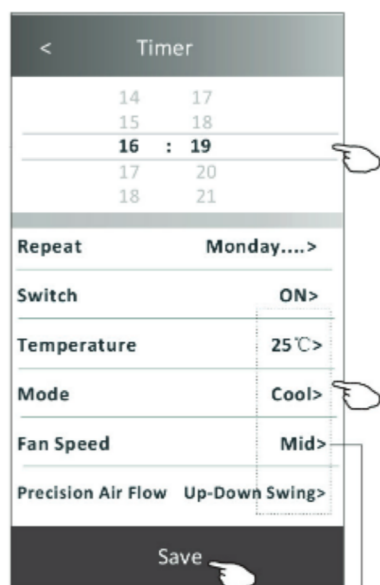 < Timer
14 17
15 18
16 : 19
17 20
18 21
Repeat Monday....>
Switch ON>
Temperature 25℃>
Mode Cool>
Fan Speed Mid>
Precision Air Flow Up-Down Swing>
Save